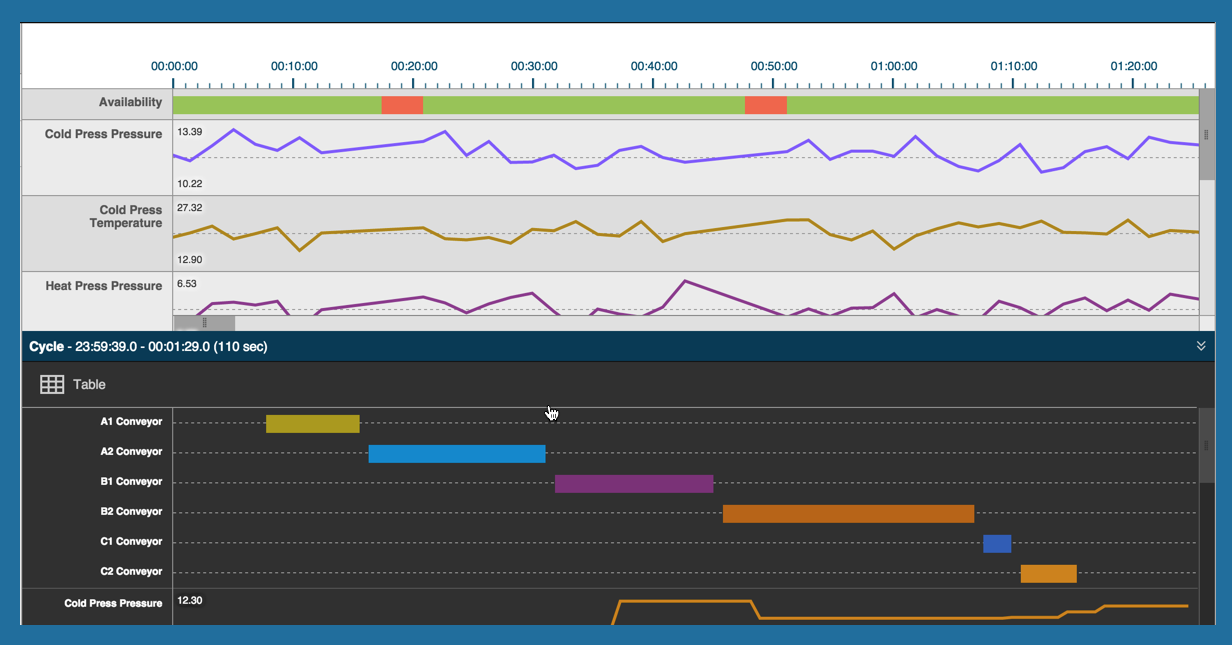 00:00:00 00:10:00 00:20:00 00:30:00 00:40:00 00:50:00 01:00:00 01:10:00 01:20:00
Availability
Cold Press Pressure 13.39
10.22
Cold Press 27.32
Temperature
12.90
Heat Press Pressure 6.53
Cycle - 23:59:39.0 - 00:01:29.0 (110 sec)
Table
A1 Conveyor
A2 Conveyor
B1 Conveyor
B2 Conveyor
C1 Conveyor
C2 Conveyor
Cold Press Pressure 12.30